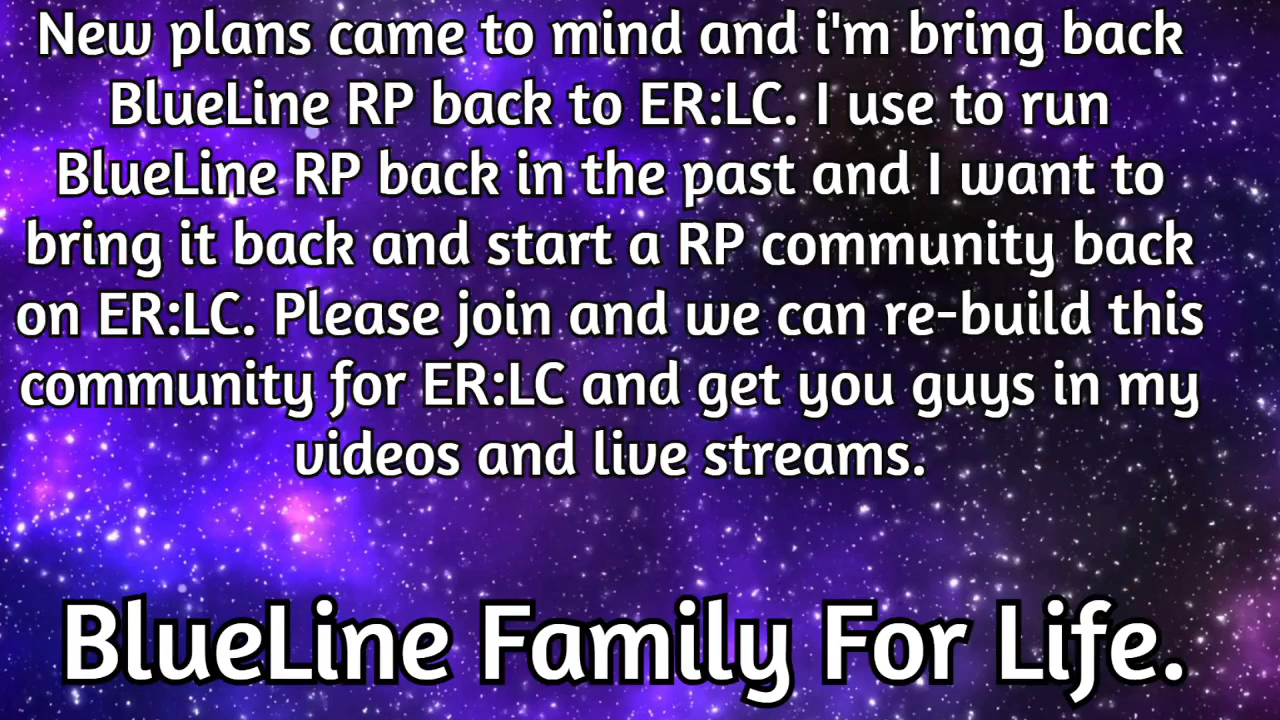 New plans came to mind and i'm bring back
BlueLine RP back to ER:LC. I use to run
BlueLine RP back in the past and I want to
bring it back and start a RP community back
on ER:LC. Please join and we can re-build this
community for ER:LC and get you guys in my
videos and live streams.
BlueLine Family For Life.